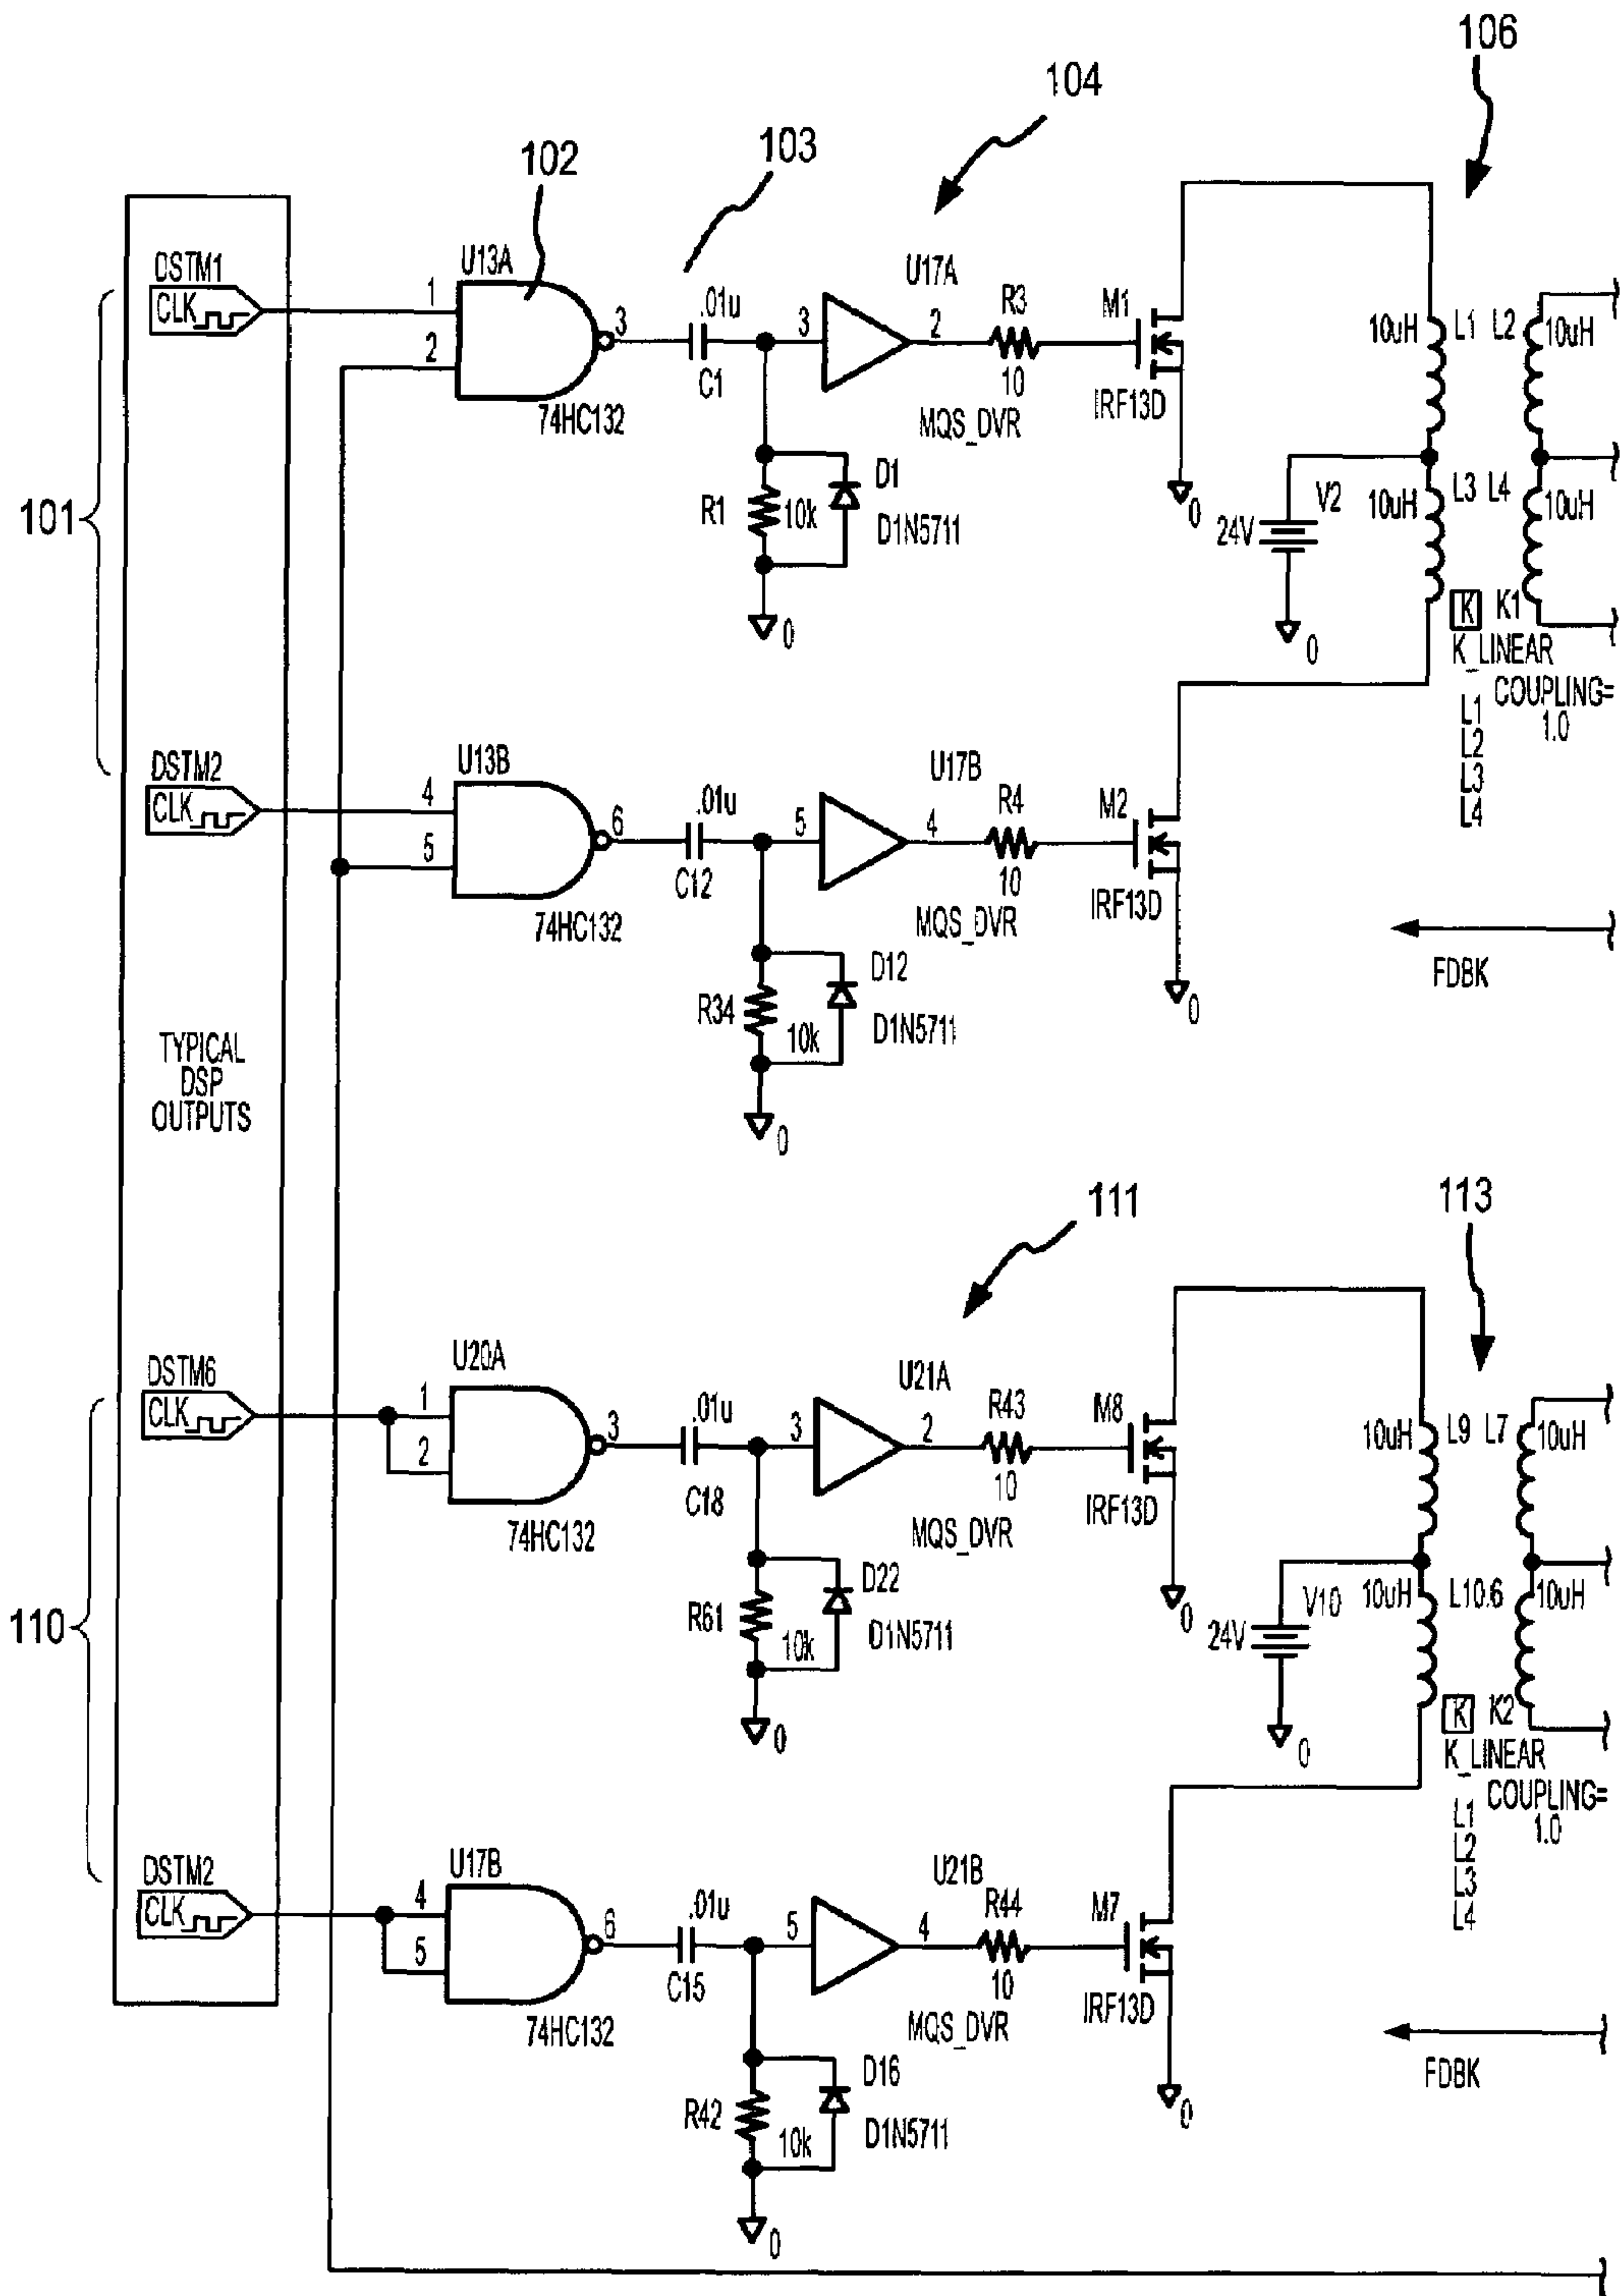 106
104
103
102
DSTM1
CLK
1
2
U13A
3
74HC132
.01u
C1
3
U17A
2
R3
10
MQS_DVR
M1
IRF13D
0
R1
10k
D1
D1N5711
0
101
10uH
L1
L2
10uH
24V
V2
0
10uH
L3
L4
10uH
K
K1
K_LINEAR
COUPLING=
1.0
L1
L2
L3
L4
DSTM2
CLK
4
5
U13B
6
74HC132
.01u
C12
5
U17B
4
R4
10
MQS_DVR
M2
IRF13D
0
R34
10k
D12
D1N5711
0
FDBK
TYPICAL
DSP
OUTPUTS
111
113
DSTM6
CLK
1
2
U20A
3
74HC132
.01u
C18
3
U21A
2
R43
10
MQS_DVR
M8
IRF13D
0
R61
10k
D22
D1N5711
0
110
10uH
L9
L7
10uH
24V
V10
0
10uH
L10.6
10uH
K
K2
K_LINEAR
COUPLING=
1.0
L1
L2
L3
L4
DSTM2
CLK
4
5
U17B
6
74HC132
.01u
C15
5
U21B
4
R44
10
MQS_DVR
M7
IRF13D
0
R42
10k
D16
D1N5711
0
FDBK